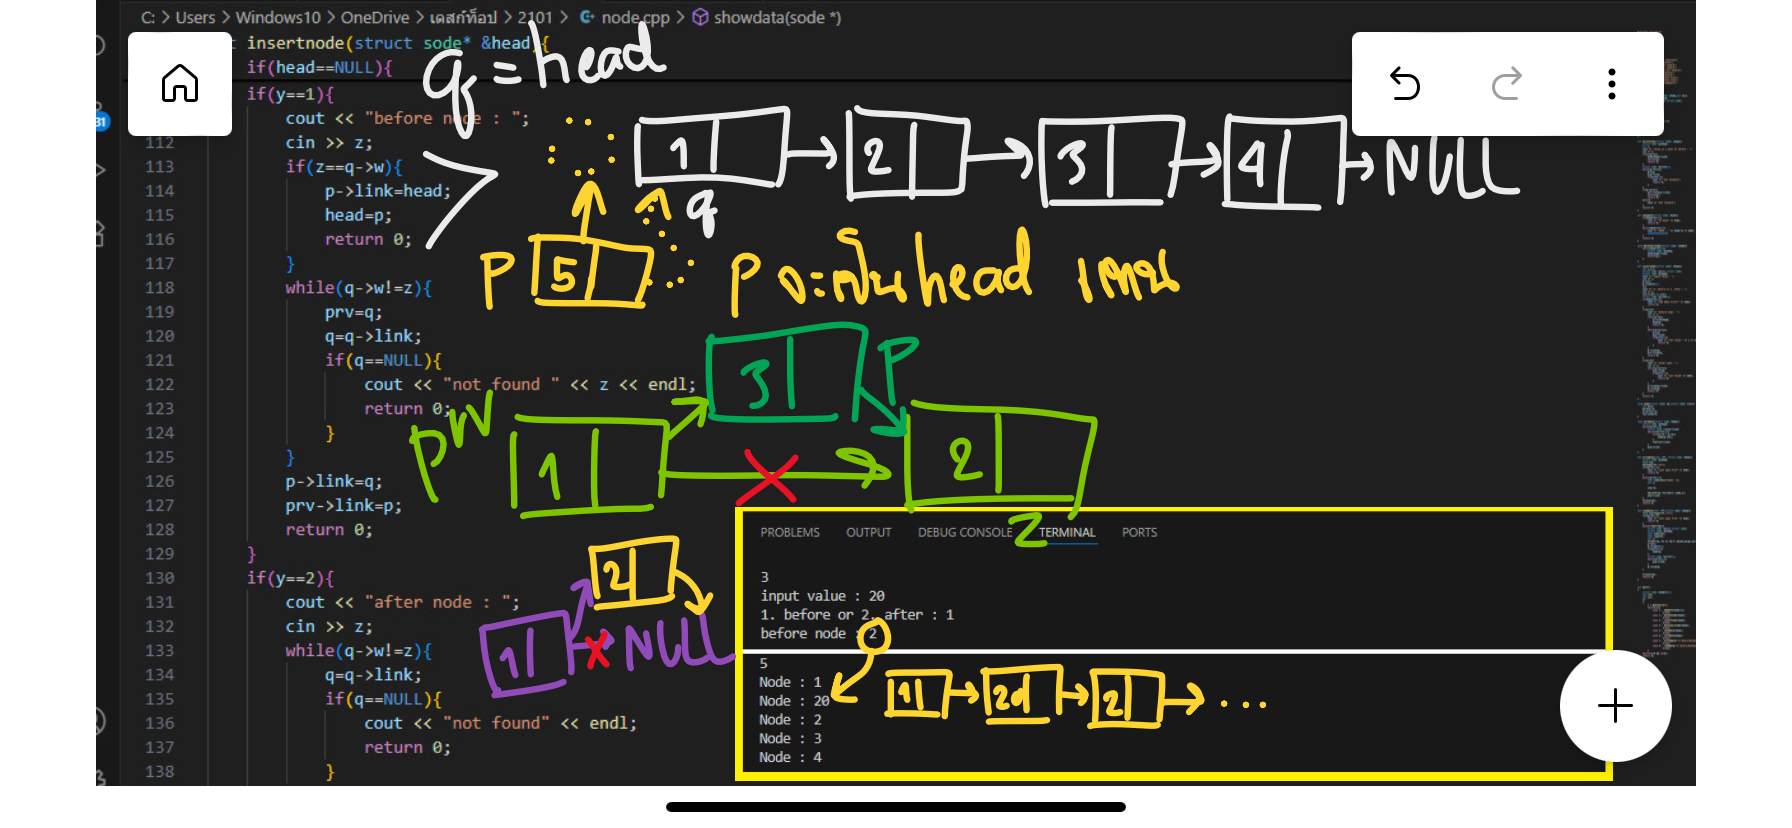 C: > Users > Windows10 > OneDrive > เดสก์ท็อป > 2101 > node.cpp > showdata(sode *)
insertnode(struct sode* &head){
if(head==NULL){
q = head
if(y==1){
cout << "before node : ";
112 cin >> z;
113 if(z==q->w){
114 p->link=head;
115 head=p;
116 return 0;
117 }
118 while(q->w!=z){
119 prv=q;
120 q=q->link;
121 if(q==NULL){
122 cout << "not found " << z << endl;
123 return 0;
124 }
125 }
126 p->link=q;
127 prv->link=p;
128 return 0;
129 }
130 if(y==2){
131 cout << "after node : ";
132 cin >> z;
133 while(q->w!=z){
134 q=q->link;
135 if(q==NULL){
136 cout << "not found" << endl;
137 return 0;
138 }
31
1 → 2 → 3 → 4 → NULL
q
P 5
P จะเป็น head แทน
3 P
prv 1 2
z
2
1 X NULL
PROBLEMS OUTPUT DEBUG CONSOLE TERMINAL PORTS
3
input value : 20
1. before or 2. after : 1
before node : 2
5
Node : 1
Node : 20
Node : 2
Node : 3
Node : 4
1 → 20 → 2 → ...